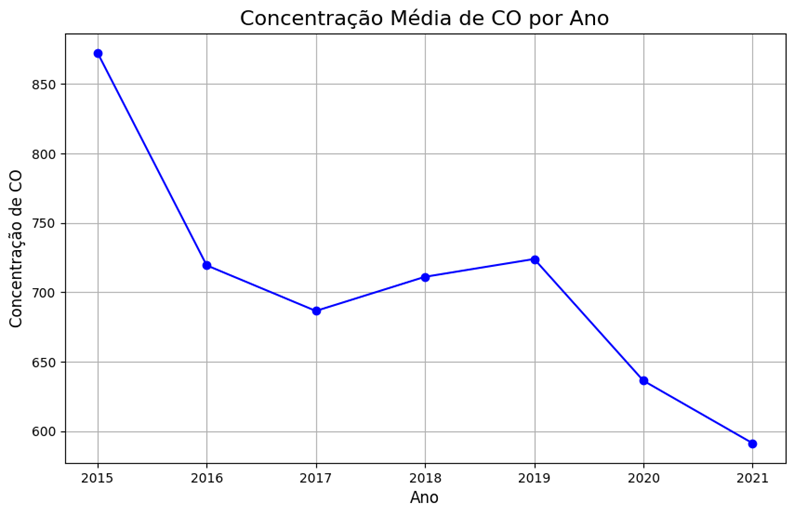 Concentração Média de CO por Ano
Concentração de CO
850
800
750
700
650
600
2015 2016 2017 2018 2019 2020 2021
Ano